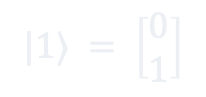 |1⟩ = [0 1]